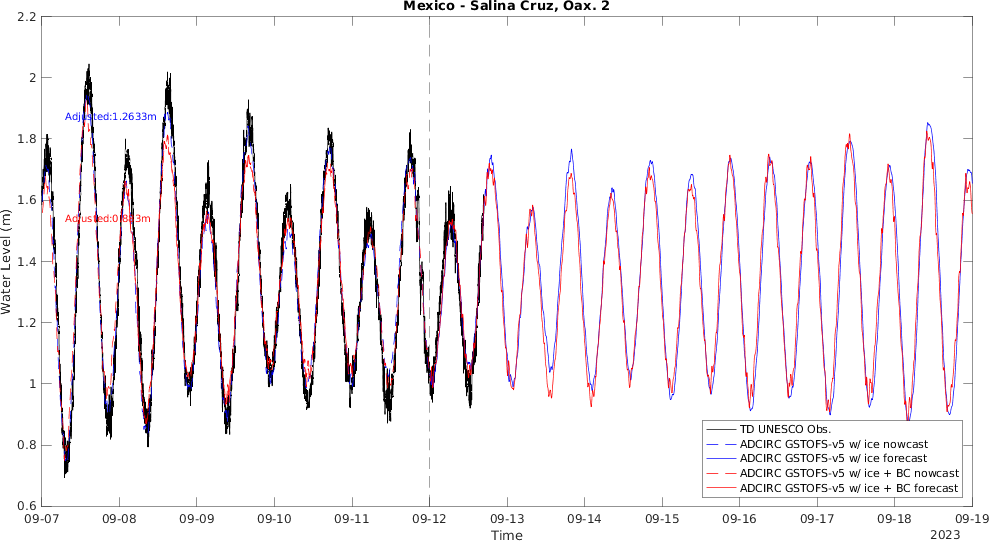 Mexico - Salina Cruz, Oax. 2
2.2
2
1.8
1.6
1.4
1.2
1
0.8
0.6
Water Level (m)
Adjusted:1.2633m
TD UNESCO Obs.
ADCIRC GSTOFS-v5 w/ ice nowcast
ADCIRC GSTOFS-v5 w/ ice forecast
ADCIRC GSTOFS-v5 w/ ice + BC nowcast
ADCIRC GSTOFS-v5 w/ ice + BC forecast
09-07 09-08 09-09 09-10 09-11 09-12 09-13 09-14 09-15 09-16 09-17 09-18 09-19
Time
2023